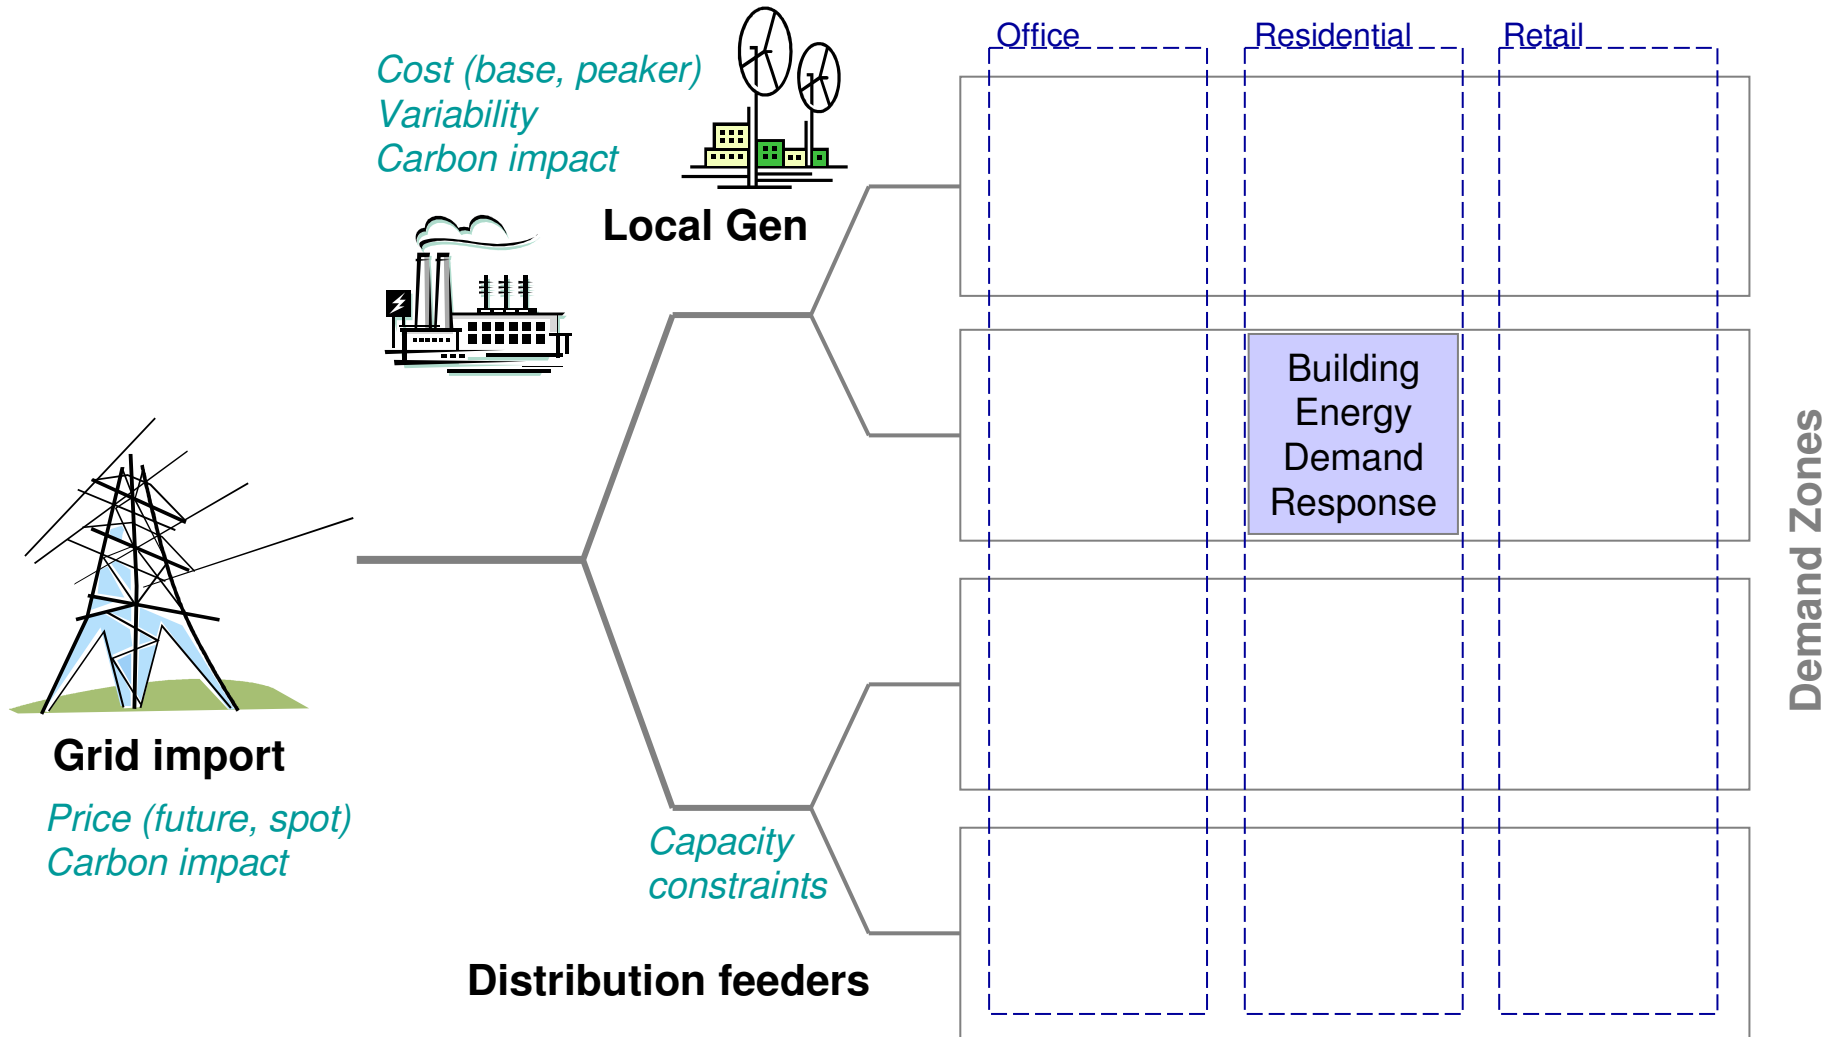 Office
Residential
Retail
Cost (base, peaker)
Variability
Carbon impact
Local Gen
Building
Energy
Demand
Response
Demand Zones
Grid import
Price (future, spot)
Carbon impact
Capacity
constraints
Distribution feeders